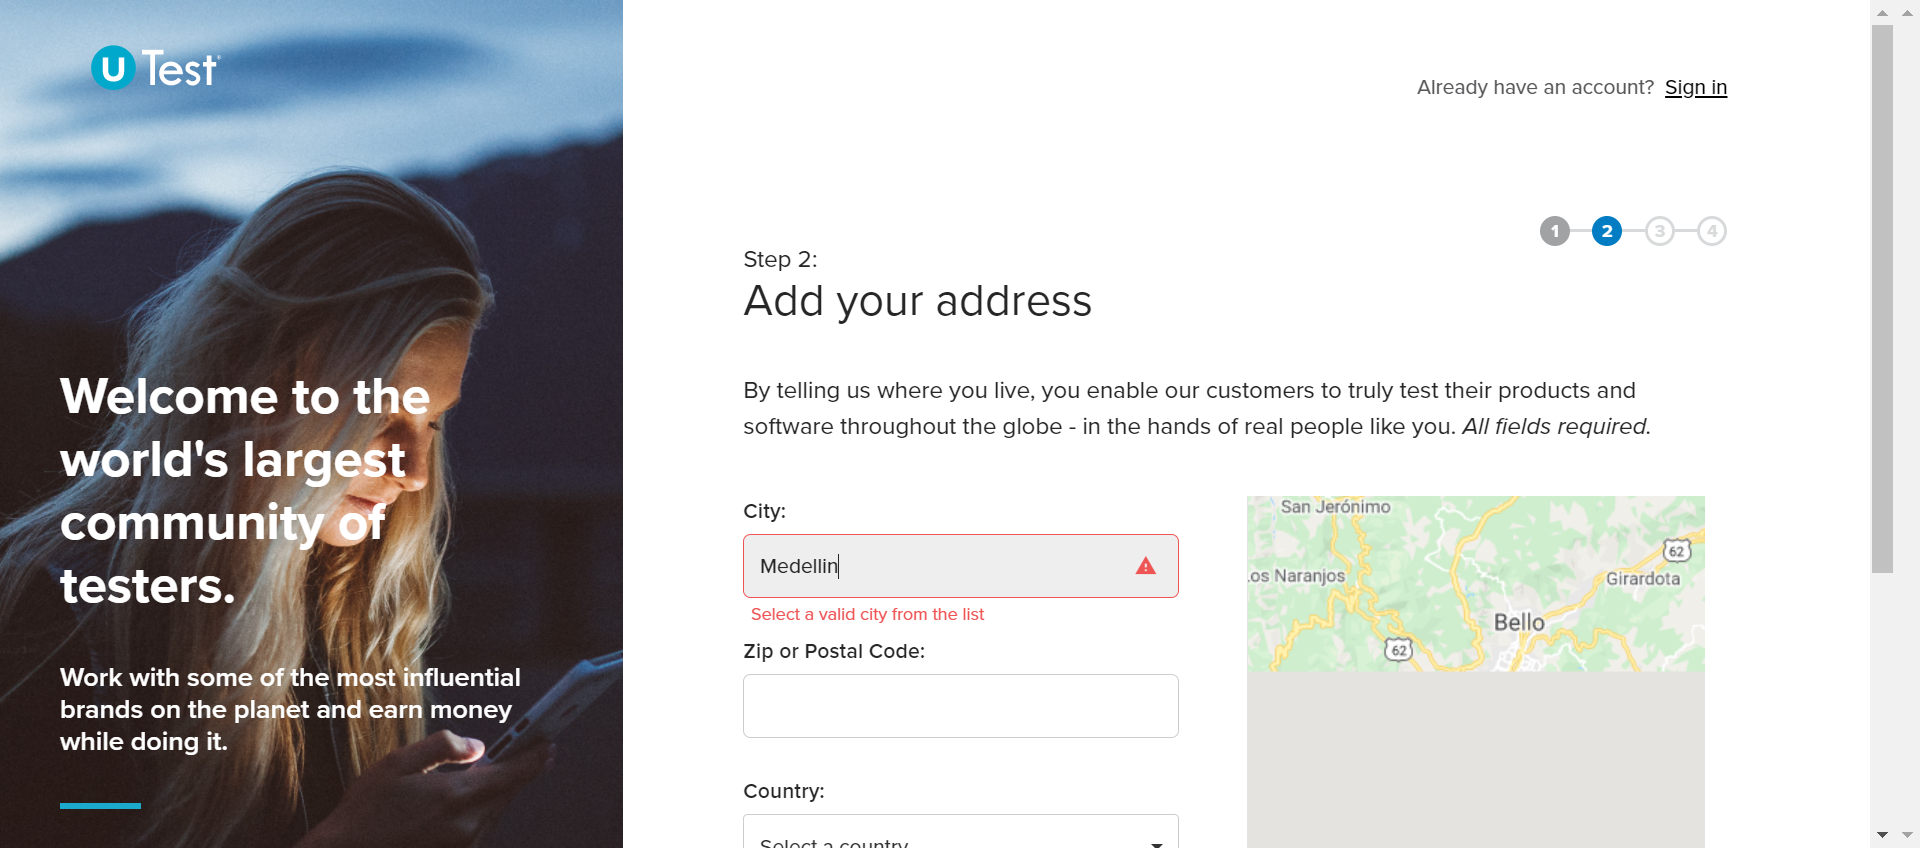 u Test
Welcome to the
world's largest
community of
testers.
Work with some of the most influential
brands on the planet and earn money
while doing it.
Already have an account? Sign in
1 2 3 4
Step 2:
Add your address
By telling us where you live, you enable our customers to truly test their products and
software throughout the globe - in the hands of real people like you. All fields required.
City:
Medellin
Select a valid city from the list
Zip or Postal Code:
Country:
Select a country
San Jerónimo
62
Los Naranjos
Girardota
Bello
62